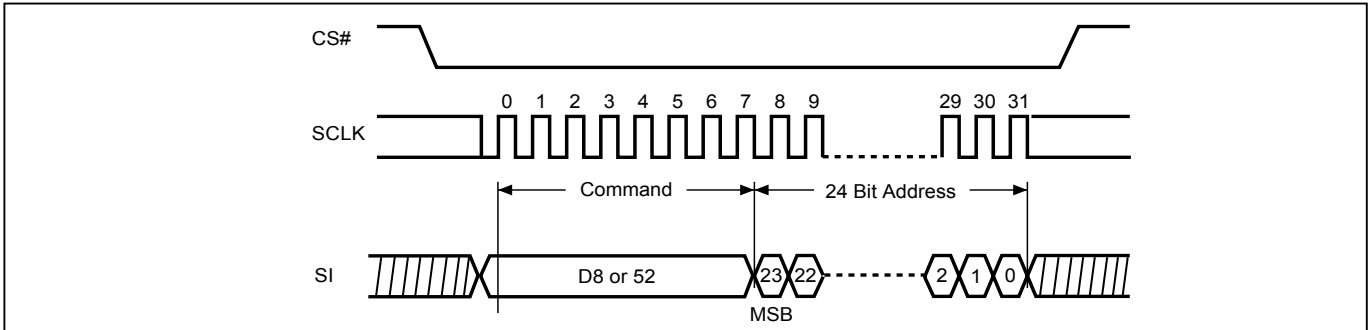 CS#
0 1 2 3 4 5 6 7 8 9 29 30 31
SCLK
Command 24 Bit Address
SI D8 or 52 23 22 2 1 0
MSB